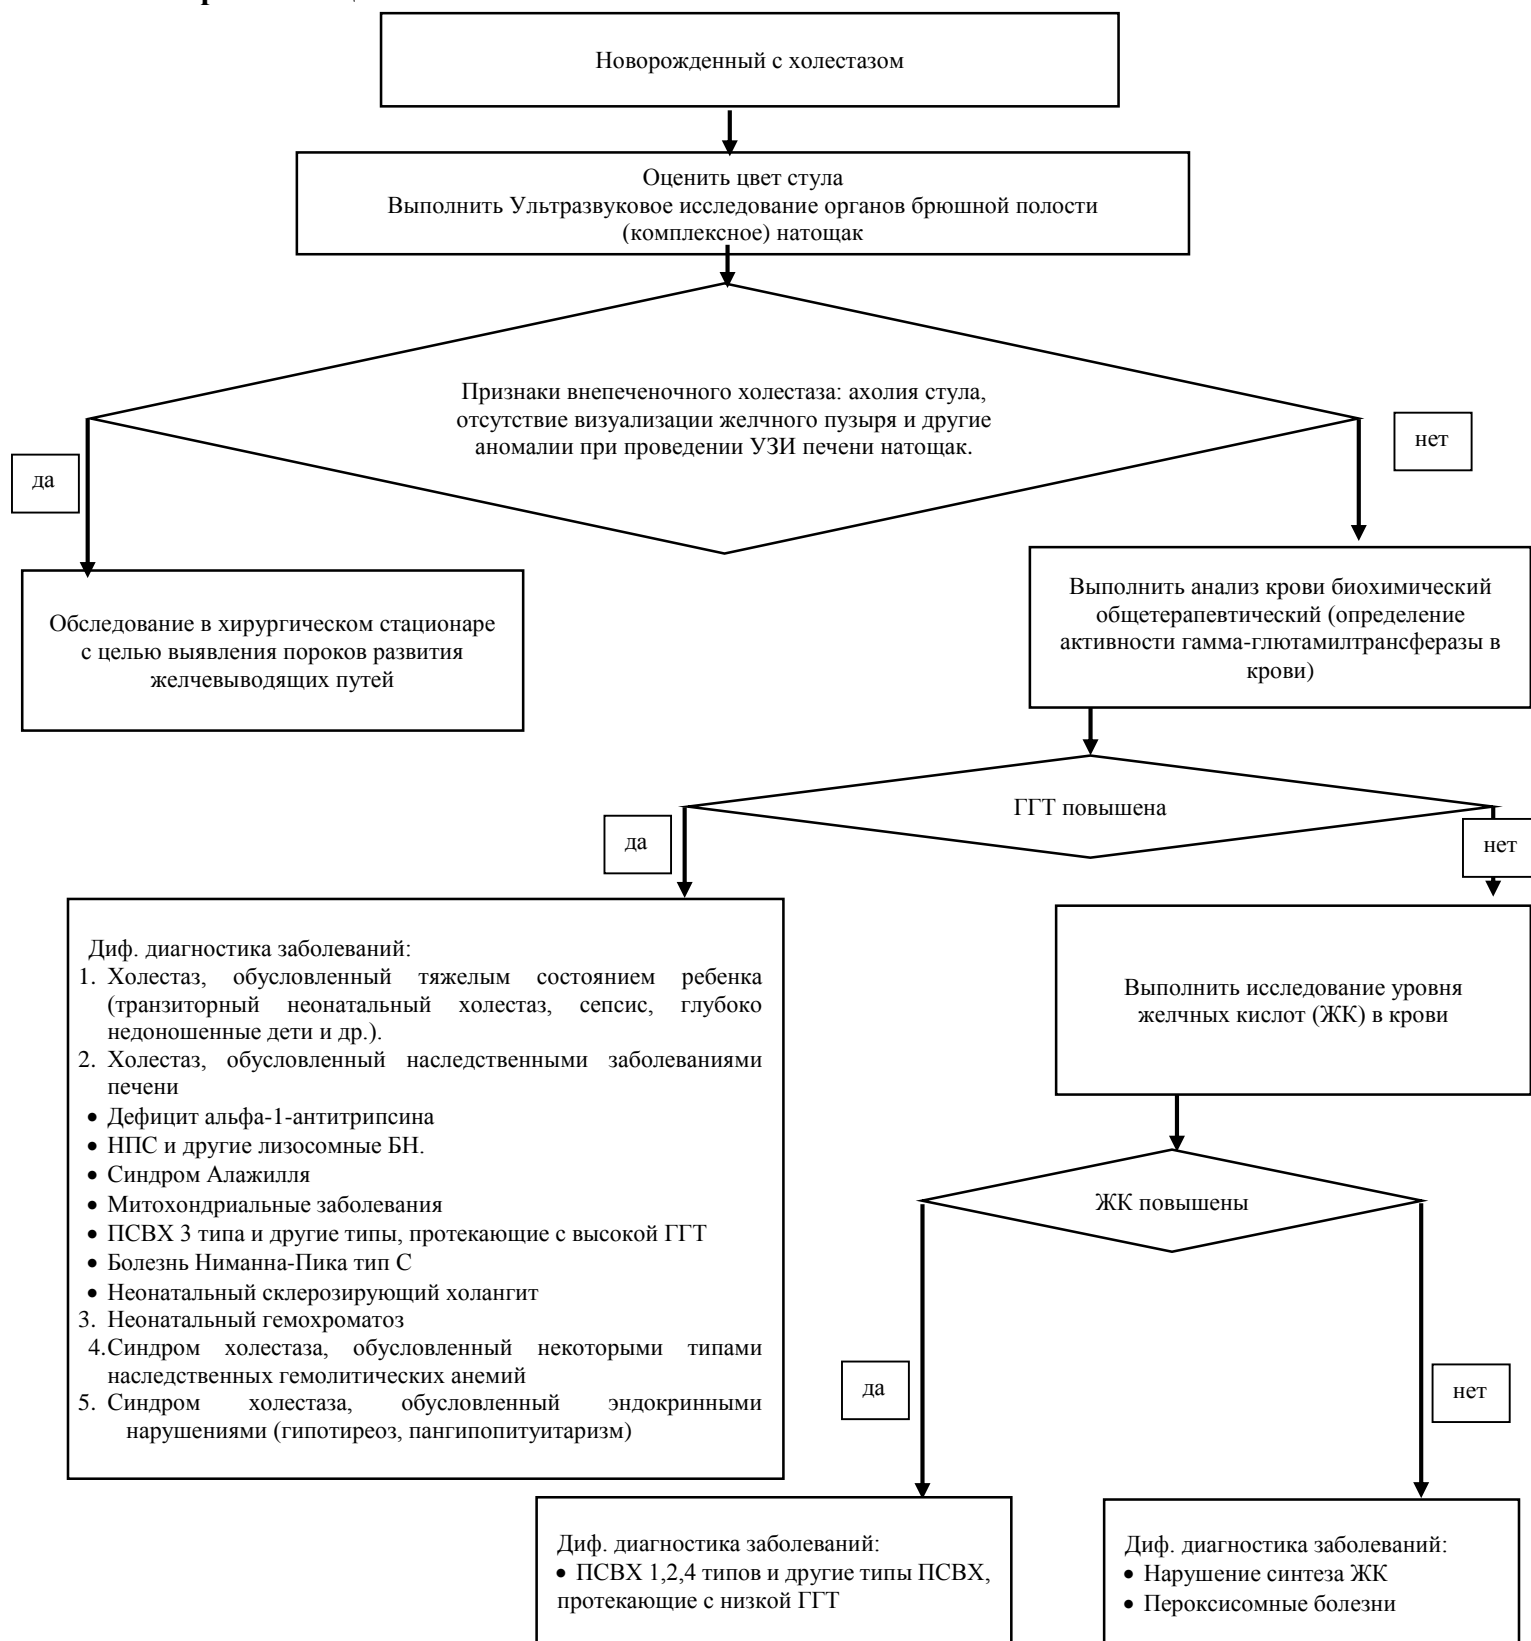 Новорожденный с холестазом
Оценить цвет стула
Выполнить Ультразвуковое исследование органов брюшной полости
(комплексное) натощак
Признаки внепеченочного холестаза: ахолия стула,
отсутствие визуализации желчного пузыря и другие
аномалии при проведении УЗИ печени натощак.
да
нет
Обследование в хирургическом стационаре
с целью выявления пороков развития
желчевыводящих путей
Выполнить анализ крови биохимический
общетерапевтический (определение
активности гамма-глютамилтрансферазы в
крови)
ГГТ повышена
да
нет
Диф. диагностика заболеваний:
1. Холестаз, обусловленный тяжелым состоянием ребенка
(транзиторный неонатальный холестаз, сепсис, глубоко
недоношенные дети и др.).
2. Холестаз, обусловленный наследственными заболеваниями
печени
• Дефицит альфа-1-антитрипсина
• НПС и другие лизосомные БН.
• Синдром Алажилля
• Митохондриальные заболевания
• ПСВХ 3 типа и другие типы, протекающие с высокой ГГТ
• Болезнь Ниманна-Пика тип С
• Неонатальный склерозирующий холангит
3. Неонатальный гемохроматоз
4.Синдром холестаза, обусловленный некоторыми типами
наследственных гемолитических анемий
5. Синдром холестаза, обусловленный эндокринными
нарушениями (гипотиреоз, пангипопитуитаризм)
Выполнить исследование уровня
желчных кислот (ЖК) в крови
ЖК повышены
да
нет
Диф. диагностика заболеваний:
• ПСВХ 1,2,4 типов и другие типы ПСВХ,
протекающие с низкой ГГТ
Диф. диагностика заболеваний:
• Нарушение синтеза ЖК
• Пероксисомные болезни